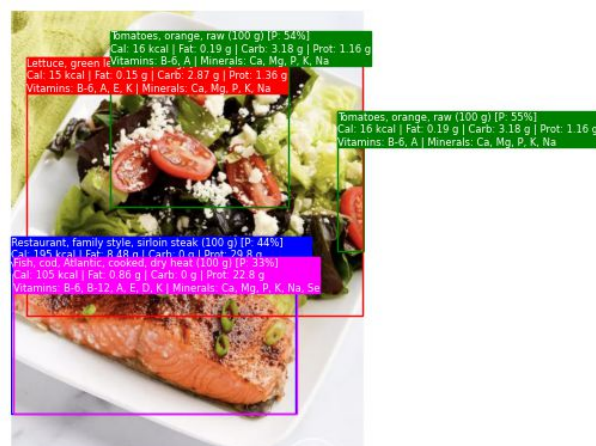 Tomatoes, orange, raw (100 g) [P: 54%]
Cal: 16 kcal | Fat: 0.19 g | Carb: 3.18 g | Prot: 1.16 g
Vitamins: B-6, A | Minerals: Ca, Mg, P, K, Na
Lettuce, green
Cal: 15 kcal | Fat: 0.15 g | Carb: 2.87 g | Prot: 1.36 g
Vitamins: B-6, A, E, K | Minerals: Ca, Mg, P, K, Na
Tomatoes, orange, raw (100 g) [P: 55%]
Cal: 16 kcal | Fat: 0.19 g | Carb: 3.18 g | Prot: 1.16 g
Vitamins: B-6, A | Minerals: Ca, Mg, P, K, Na
Restaurant, family style, sirloin steak (100 g) [P: 44%]
Cal: 195 kcal | Fat: 8.48 g | Carb: 0 g | Prot: 29.8 g
Fish, cod, Atlantic, cooked, dry heat (100 g) [P: 33%]
Cal: 105 kcal | Fat: 0.86 g | Carb: 0 g | Prot: 22.8 g
Vitamins: B-6, B-12, A, E, D, K | Minerals: Ca, Mg, P, K, Na, Se